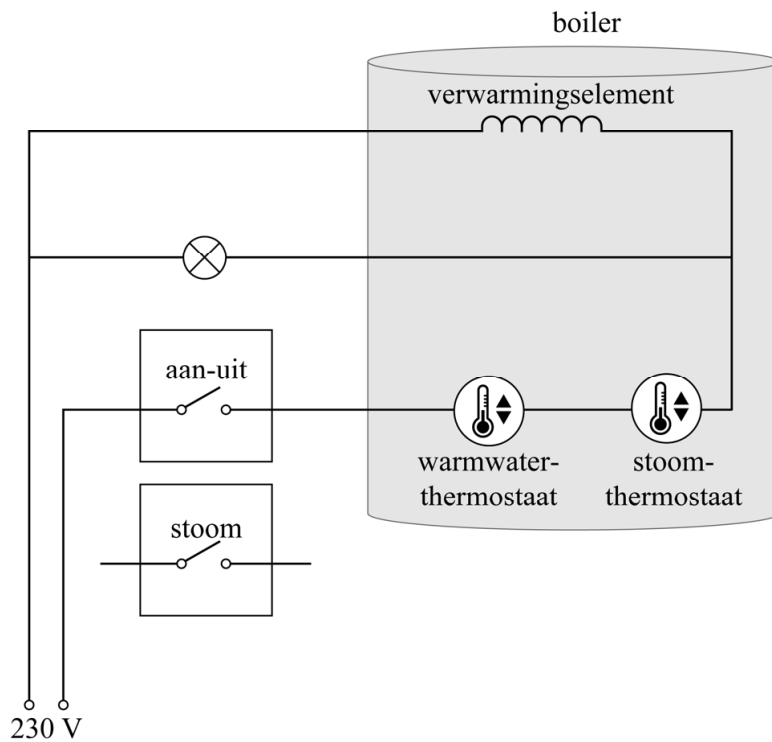 boiler
verwarmingselement
aan-uit
warmwater-
thermostaat
stoom-
thermostaat
stoom
230 V